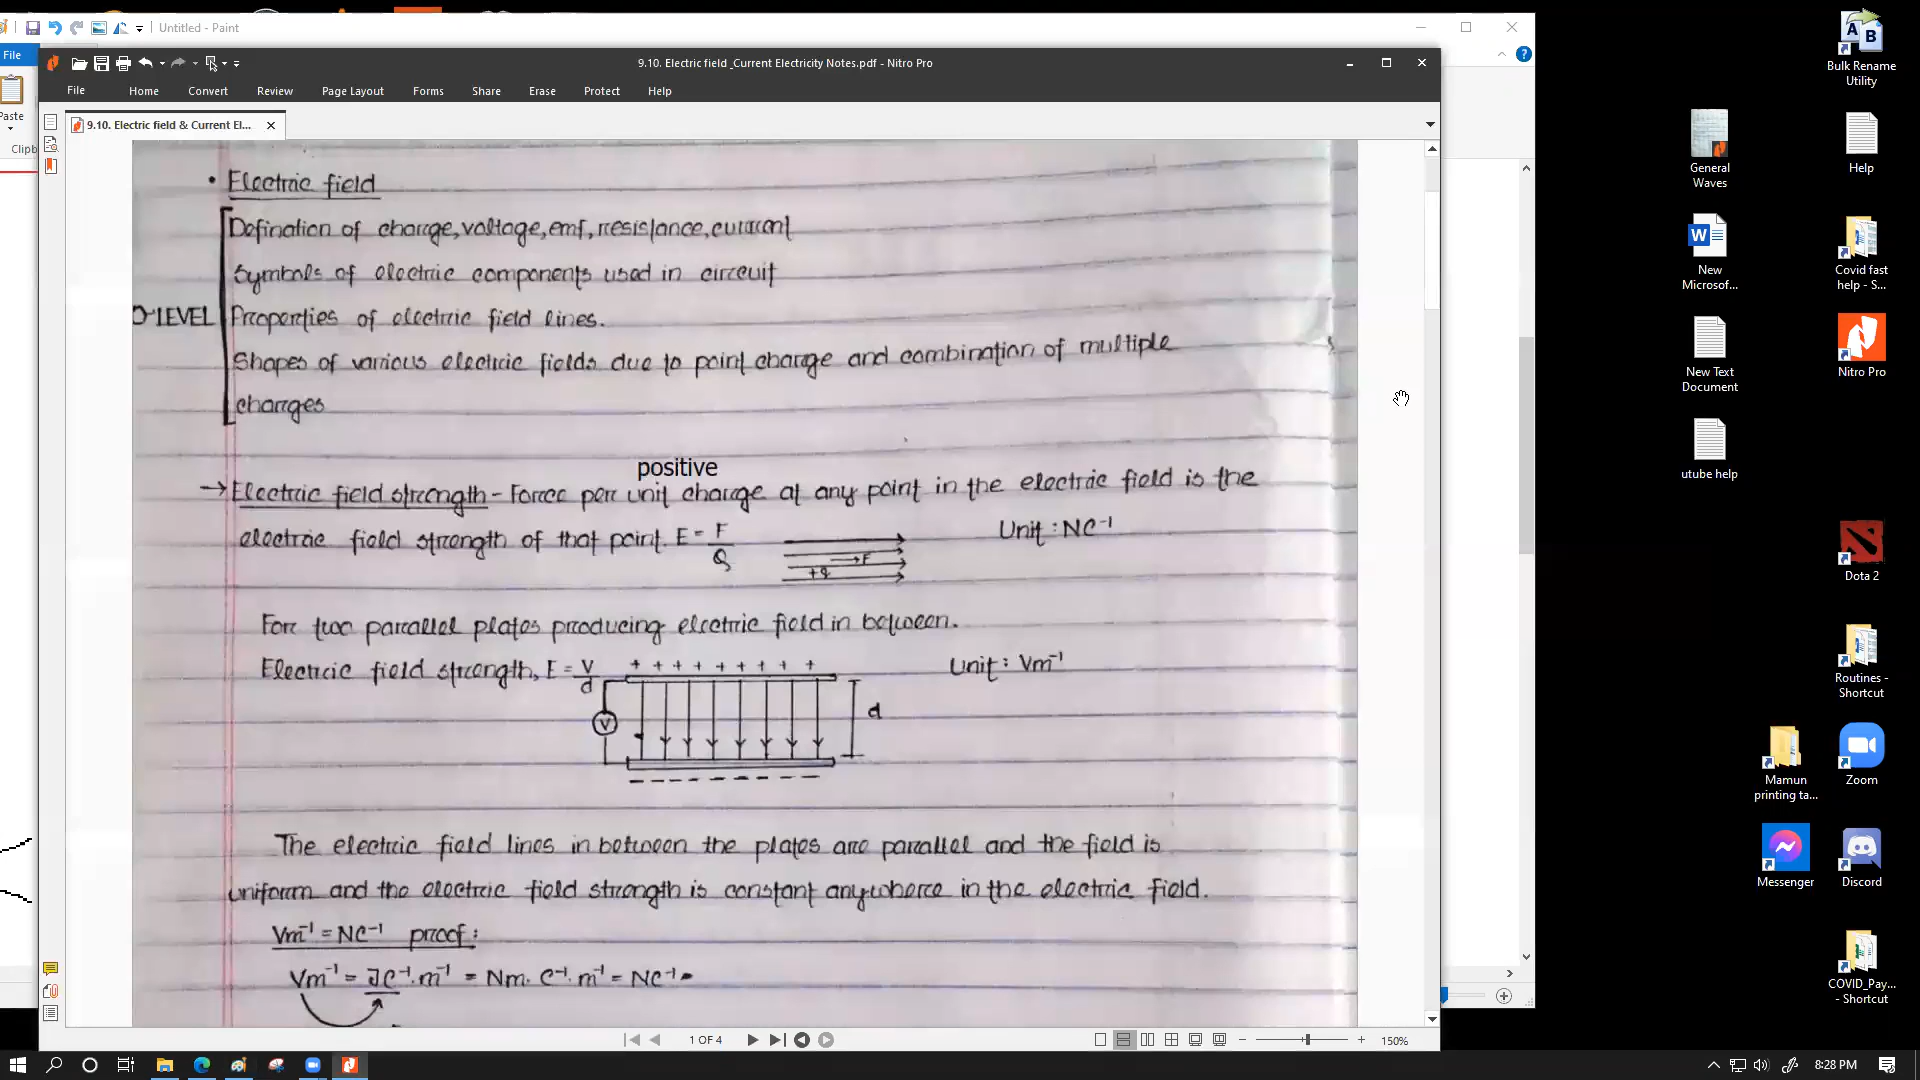 Untitled - Paint
File
Paste
Clipb
9.10. Electric field _Current Electricity Notes.pdf - Nitro Pro
File Home Convert Review Page Layout Forms Share Erase Protect Help
9.10. Electric field & Current El...
• Electric field
Defination of charge, voltage, emf, resistance, current
Symbols of electric components used in circuit
O-LEVEL Properties of electric field lines.
Shapes of various electric fields due to point charge and combination of multiple
charges
positive
→ Electric field strength - Force per unit charge at any point in the electric field is the
electric field strength of that point. E = F/Q
+q → F
Unit : NC⁻¹
For two parallel plates producing electric field in between.
Electric field strength, E = V/d
+ + + + + + + + +
Unit : Vm⁻¹
V
d
The electric field lines in between the plates are parallel and the field is
uniform and the electric field strength is constant anywhere in the electric field.
Vm⁻¹ = NC⁻¹ proof :
Vm⁻¹ = JC⁻¹. m⁻¹ = Nm. C⁻¹. m⁻¹ = NC⁻¹
1 OF 4
150%
Bulk Rename
Utility
General
Waves
Help
New
Microsof...
Covid fast
help - S...
New Text
Document
Nitro Pro
utube help
Dota 2
Routines -
Shortcut
Mamun
printing ta...
Zoom
Messenger
Discord
COVID_Pay...
- Shortcut
8:28 PM